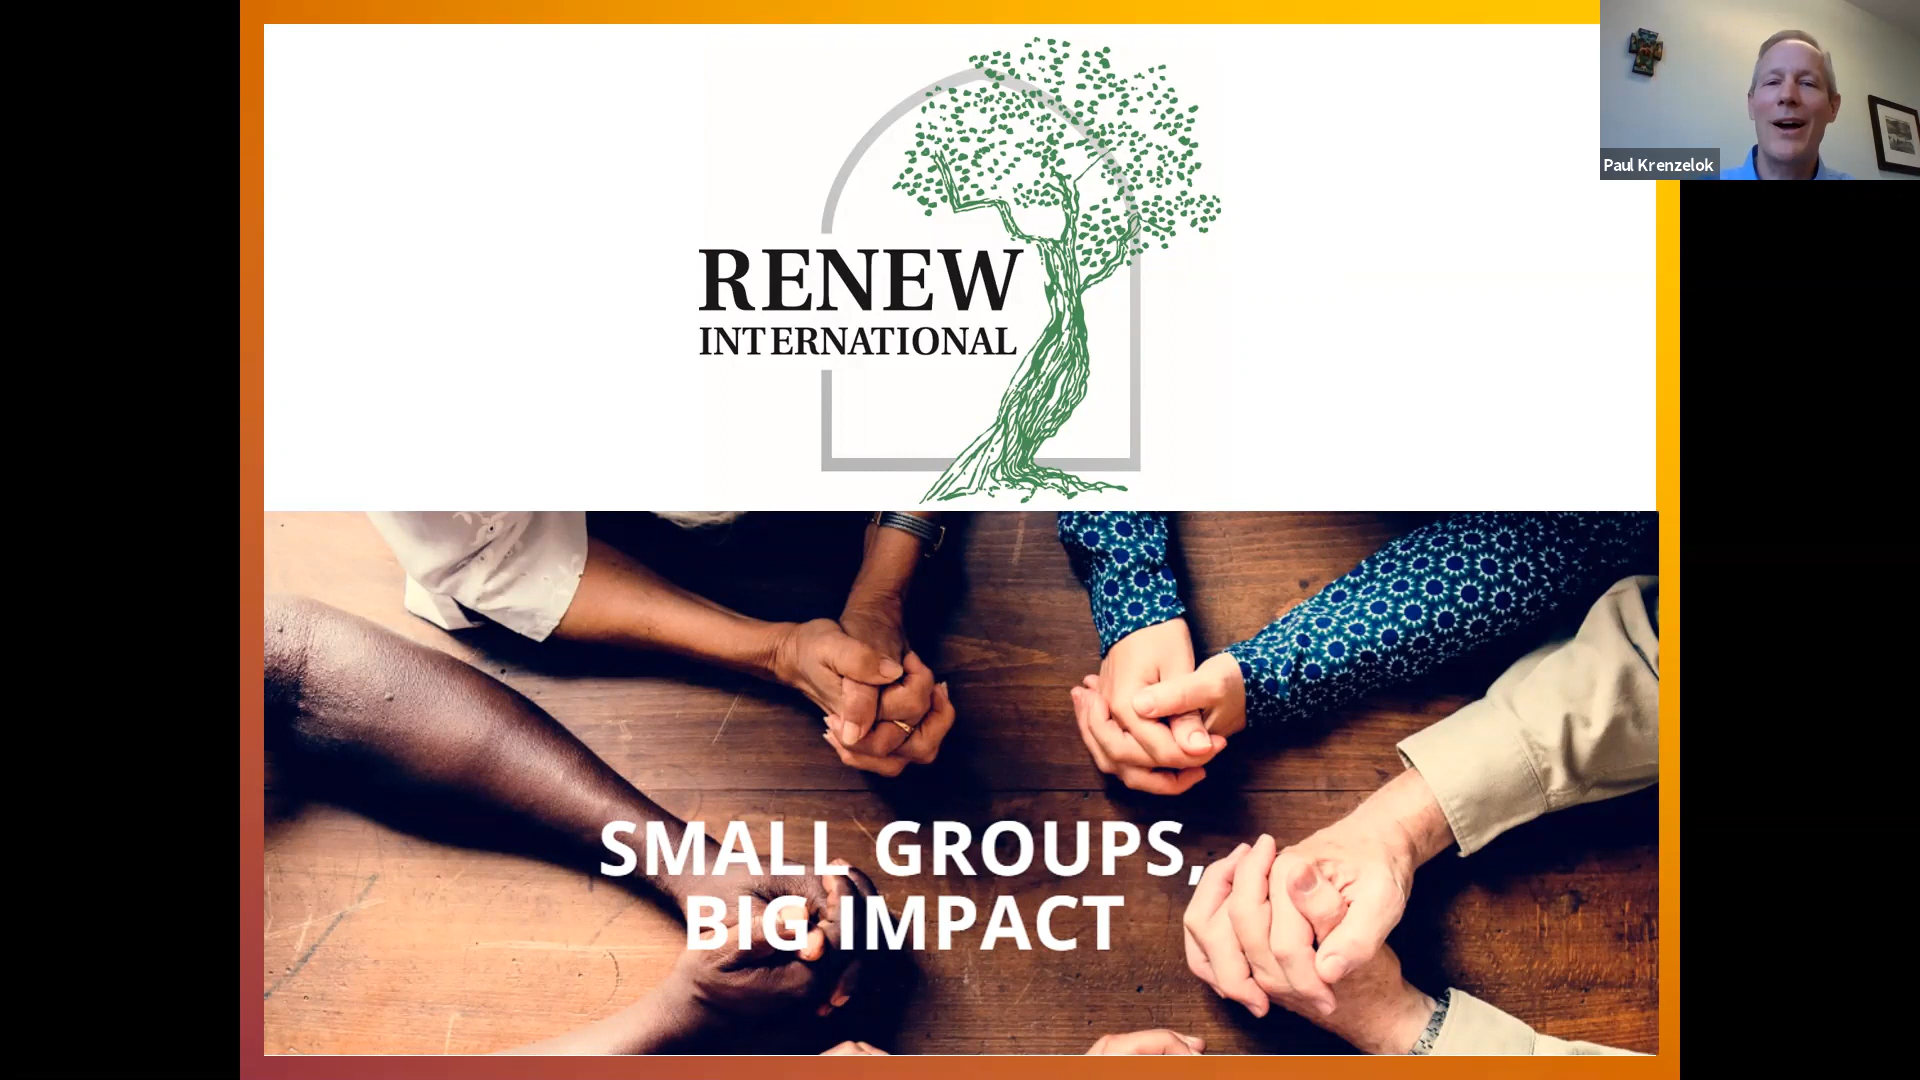 RENEW
INTERNATIONAL
Paul Krenzelok
SMALL GROUPS,
BIG IMPACT